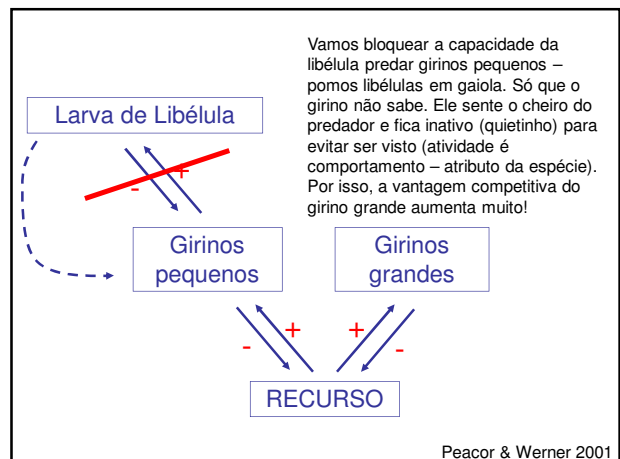 Vamos bloquear a capacidade da
libélula predar girinos pequenos –
pomos libélulas em gaiola. Só que o
girino não sabe. Ele sente o cheiro do
predador e fica inativo (quietinho) para
evitar ser visto (atividade é
comportamento – atributo da espécie).
Por isso, a vantagem competitiva do
girino grande aumenta muito!
Larva de Libélula
- +
Girinos
pequenos
Girinos
grandes
- + + -
RECURSO
Peacor & Werner 2001